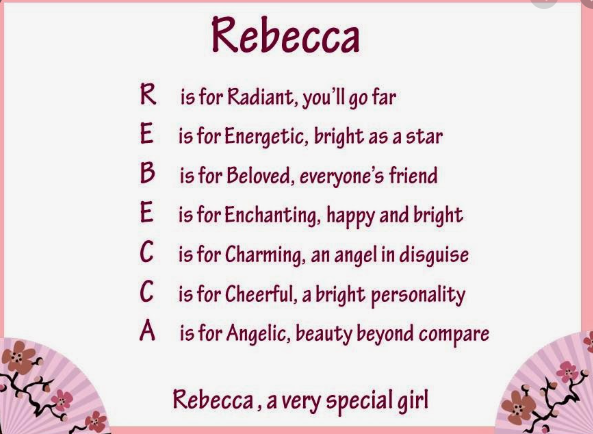 Rebecca
R is for Radiant, you'll go far
E is for Energetic, bright as a star
B is for Beloved, everyone's friend
E is for Enchanting, happy and bright
C is for Charming, an angel in disguise
C is for Cheerful, a bright personality
A is for Angelic, beauty beyond compare
Rebecca , a very special girl